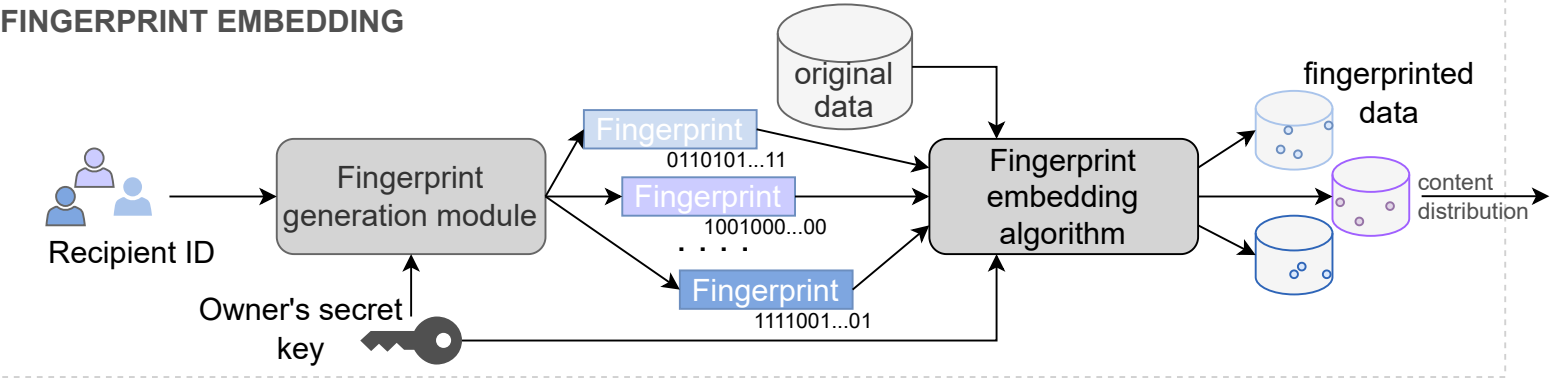 FINGERPRINT EMBEDDING
original
data
fingerprinted
data
Fingerprint
0110101...11
Fingerprint
generation module
Fingerprint
1001000...00
. . . .
Fingerprint
1111001...01
Fingerprint
embedding
algorithm
content
distribution
Recipient ID
Owner's secret
key